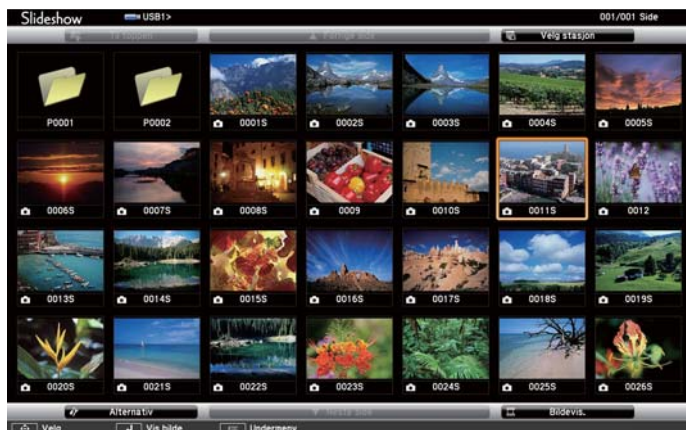 Slideshow USB1> 001/001 Side
Til toppen ▲ Forrige side Velg stasjon
P0001 P0002 0001S 0002S 0003S 0004S 0005S
0006S 0007S 0008S 0009 0010S 0011S 0012
0013S 0014S 0015S 0016S 0017S 0018S 0019S
0020S 0021S 0022S 0023S 0024S 0025S 0026S
Alternativ ▼ Neste side Bildevis.
Velg Vis bilde Undermeny